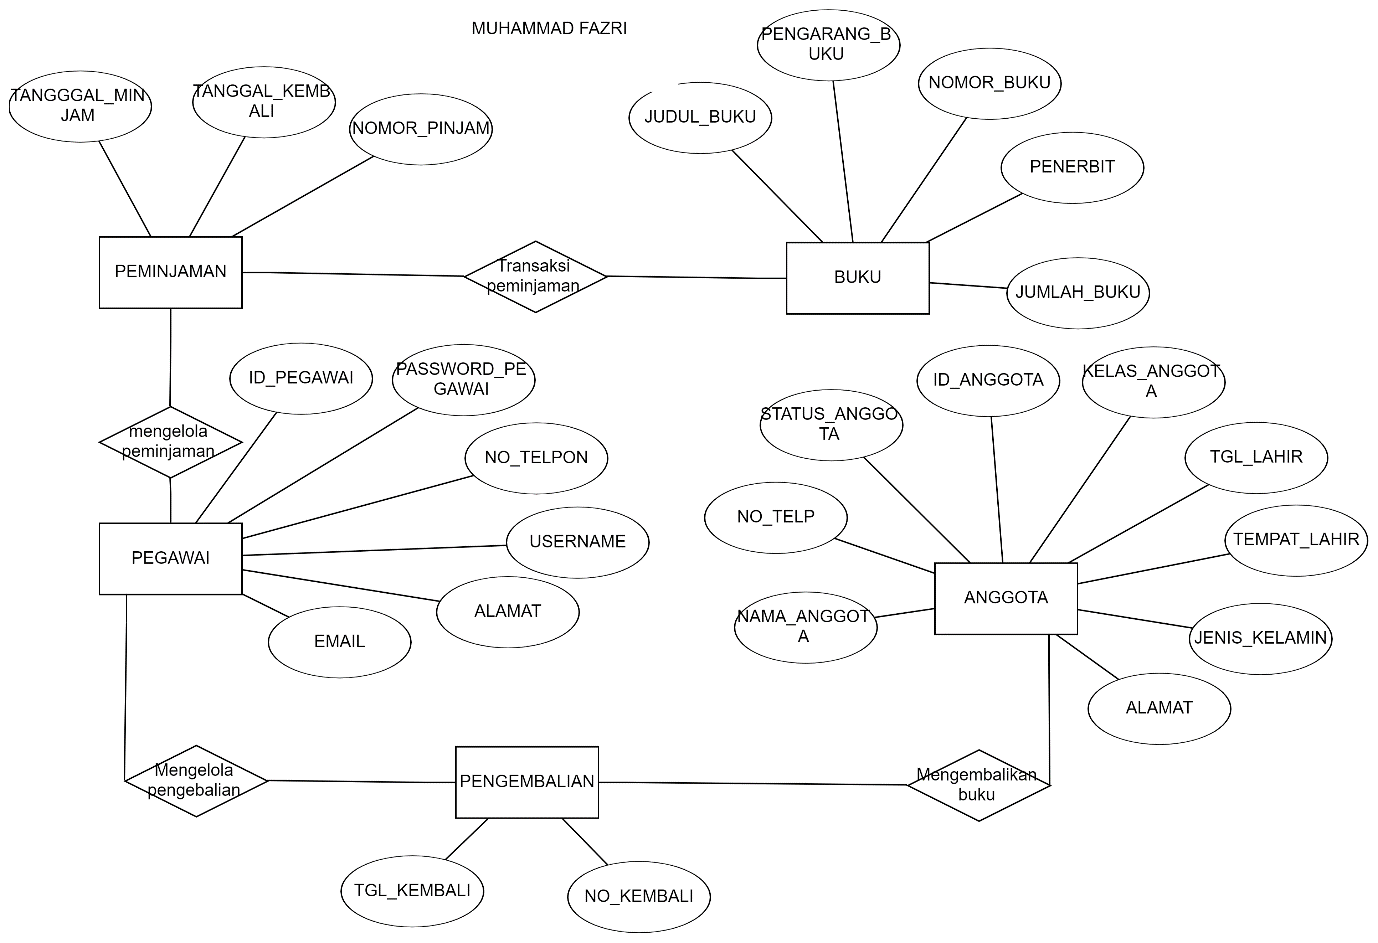 MUHAMMAD FAZRI
TANGGGAL_MIN
JAM
TANGGAL_KEMB
ALI
NOMOR_PINJAM
JUDUL_BUKU
PENGARANG_B
UKU
NOMOR_BUKU
PENERBIT
JUMLAH_BUKU
PEMINJAMAN
Transaksi
peminjaman
BUKU
mengelola
peminjaman
ID_PEGAWAI
PASSWORD_PE
GAWAI
NO_TELPON
USERNAME
ALAMAT
EMAIL
PEGAWAI
STATUS_ANGGO
TA
ID_ANGGOTA
KELAS_ANGGOT
A
TGL_LAHIR
TEMPAT_LAHIR
JENIS_KELAMIN
ALAMAT
NO_TELP
NAMA_ANGGOT
A
ANGGOTA
Mengelola
pengebalian
PENGEMBALIAN
Mengembalikan
buku
TGL_KEMBALI
NO_KEMBALI